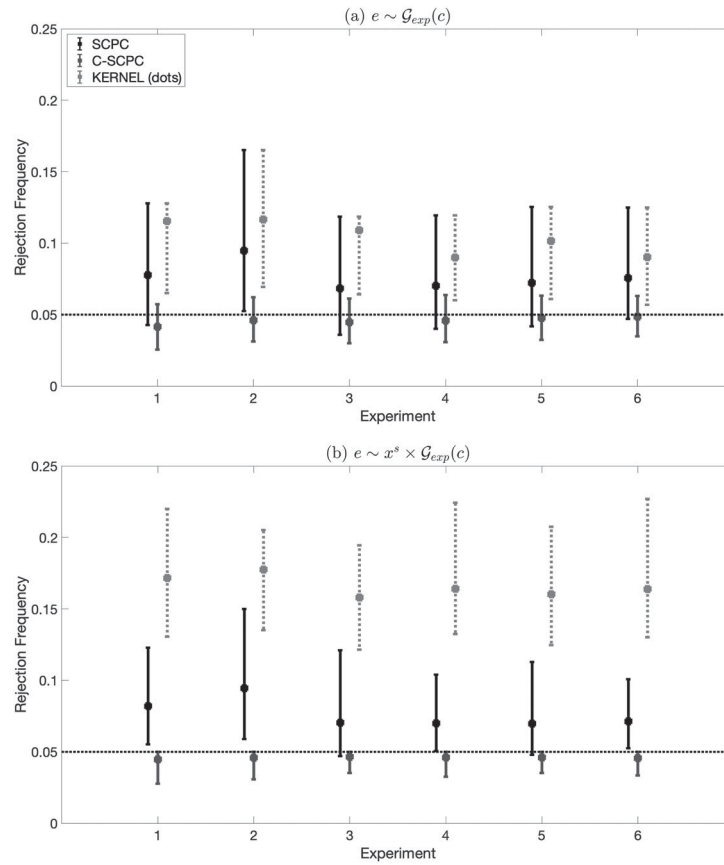 (a) e ∼ 𝒢exp(c)
0.25
SCPC
C-SCPC
KERNEL (dots)
0.2
0.15
0.1
0.05
0
Rejection Frequency
1 2 3 4 5 6
Experiment
(b) e ∼ xˢ × 𝒢exp(c)
0.25
0.2
0.15
0.1
0.05
0
Rejection Frequency
1 2 3 4 5 6
Experiment